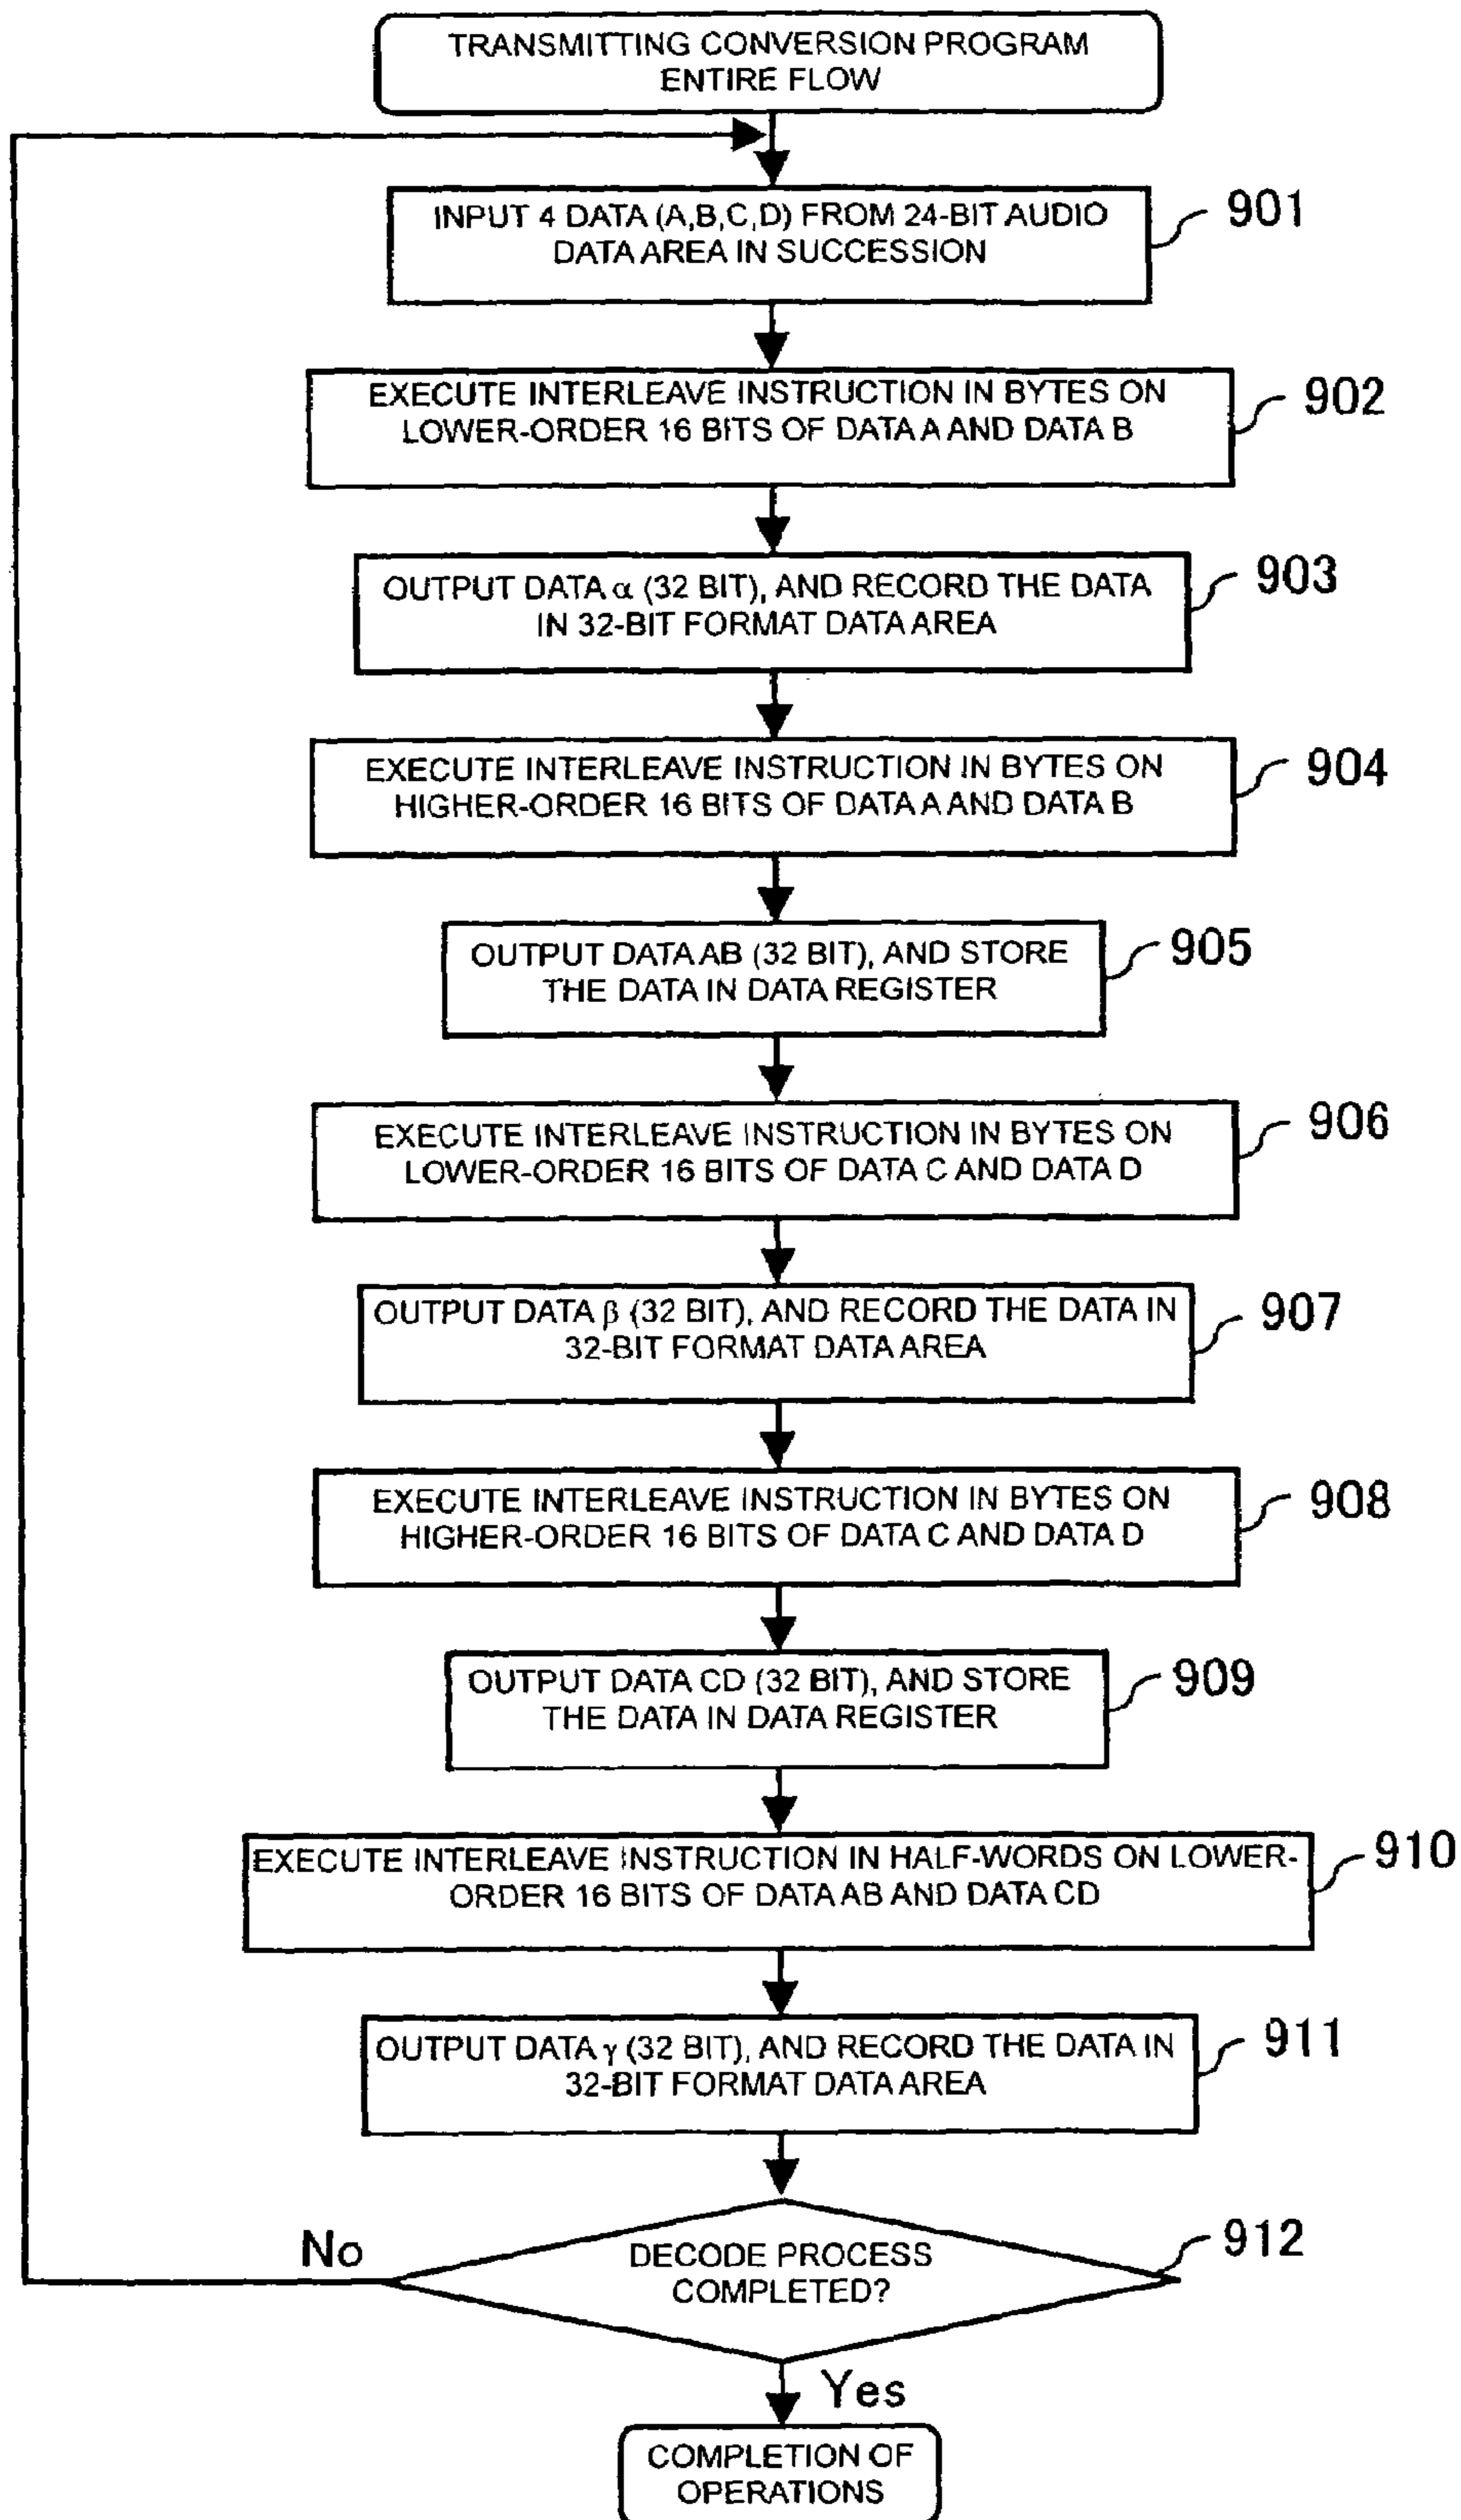 TRANSMITTING CONVERSION PROGRAM
ENTIRE FLOW
INPUT 4 DATA (A,B,C,D) FROM 24-BIT AUDIO
DATA AREA IN SUCCESSION
901
EXECUTE INTERLEAVE INSTRUCTION IN BYTES ON
LOWER-ORDER 16 BITS OF DATA A AND DATA B
902
OUTPUT DATA α (32 BIT), AND RECORD THE DATA
IN 32-BIT FORMAT DATA AREA
903
EXECUTE INTERLEAVE INSTRUCTION IN BYTES ON
HIGHER-ORDER 16 BITS OF DATA A AND DATA B
904
OUTPUT DATA AB (32 BIT), AND STORE
THE DATA IN DATA REGISTER
905
EXECUTE INTERLEAVE INSTRUCTION IN BYTES ON
LOWER-ORDER 16 BITS OF DATA C AND DATA D
906
OUTPUT DATA β (32 BIT), AND RECORD THE DATA IN
32-BIT FORMAT DATA AREA
907
EXECUTE INTERLEAVE INSTRUCTION IN BYTES ON
HIGHER-ORDER 16 BITS OF DATA C AND DATA D
908
OUTPUT DATA CD (32 BIT), AND STORE
THE DATA IN DATA REGISTER
909
EXECUTE INTERLEAVE INSTRUCTION IN HALF-WORDS ON LOWER-
ORDER 16 BITS OF DATA AB AND DATA CD
910
OUTPUT DATA γ (32 BIT), AND RECORD THE DATA IN
32-BIT FORMAT DATA AREA
911
DECODE PROCESS
COMPLETED?
912
No
Yes
COMPLETION OF
OPERATIONS